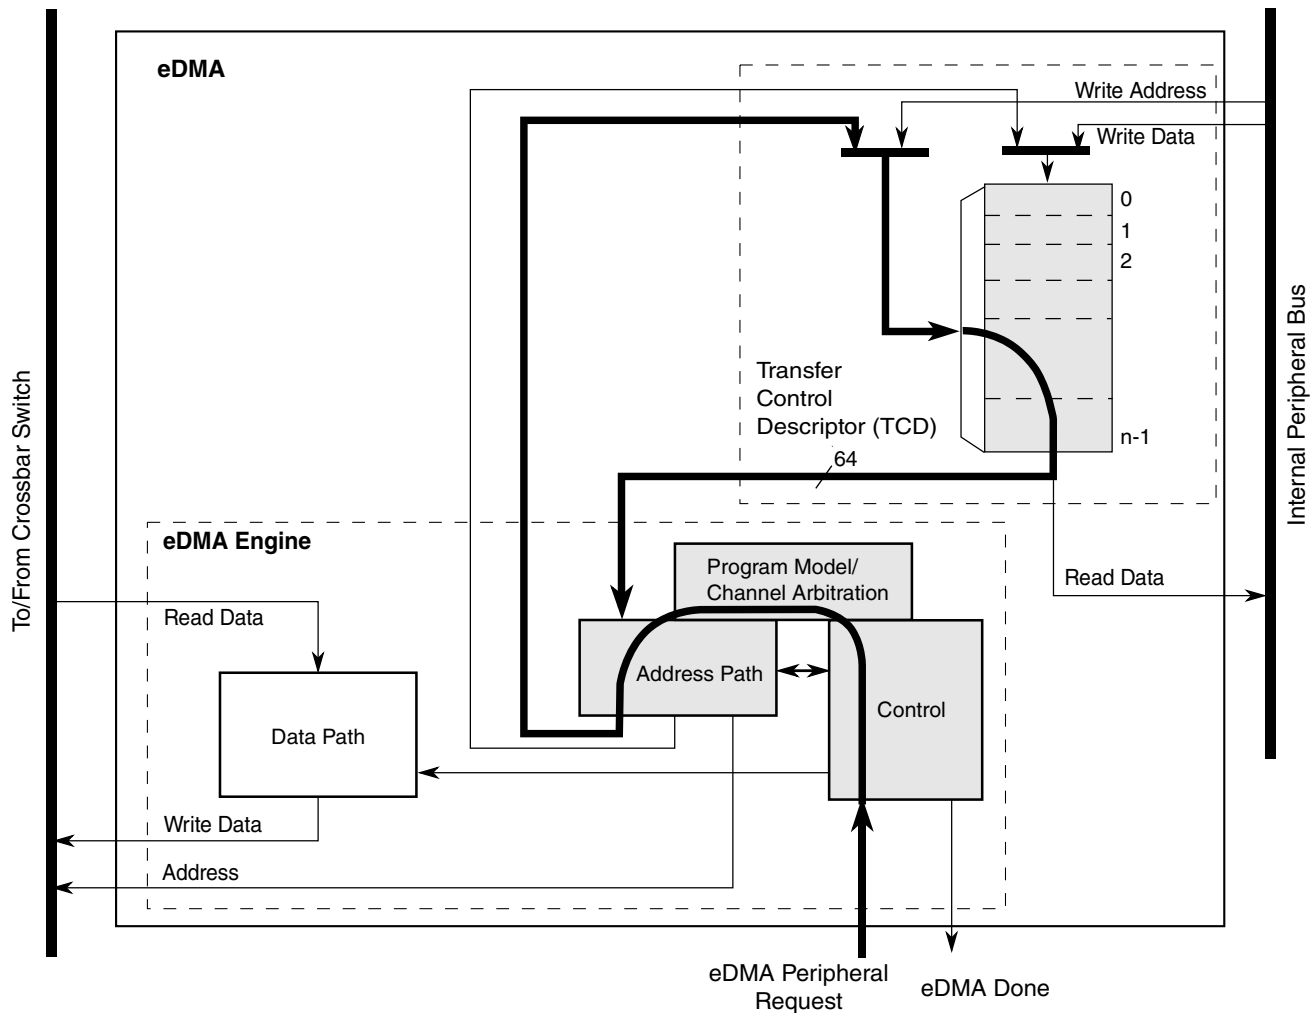 eDMA
Write Address
Write Data
0
1
2
n-1
Transfer
Control
Descriptor (TCD)
64
To/From Crossbar Switch
Internal Peripheral Bus
eDMA Engine
Program Model/
Channel Arbitration
Read Data
Read Data
Address Path
Control
Data Path
Write Data
Address
eDMA Peripheral
Request
eDMA Done